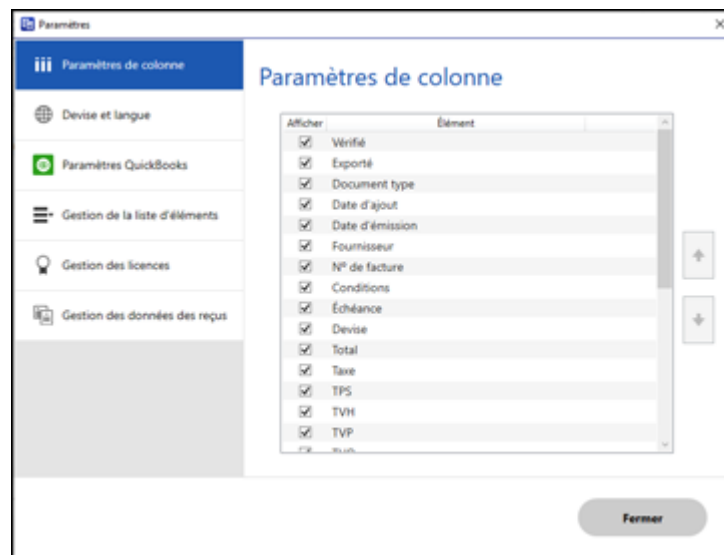 Paramètres
Paramètres de colonne
Devise et langue
Paramètres QuickBooks
Gestion de la liste d'éléments
Gestion des licences
Gestion des données des reçus
Paramètres de colonne
Afficher Élément
Vérifié
Exporté
Document type
Date d'ajout
Date d'émission
Fournisseur
Nº de facture
Conditions
Échéance
Devise
Total
Taxe
TPS
TVH
TVP
Fermer